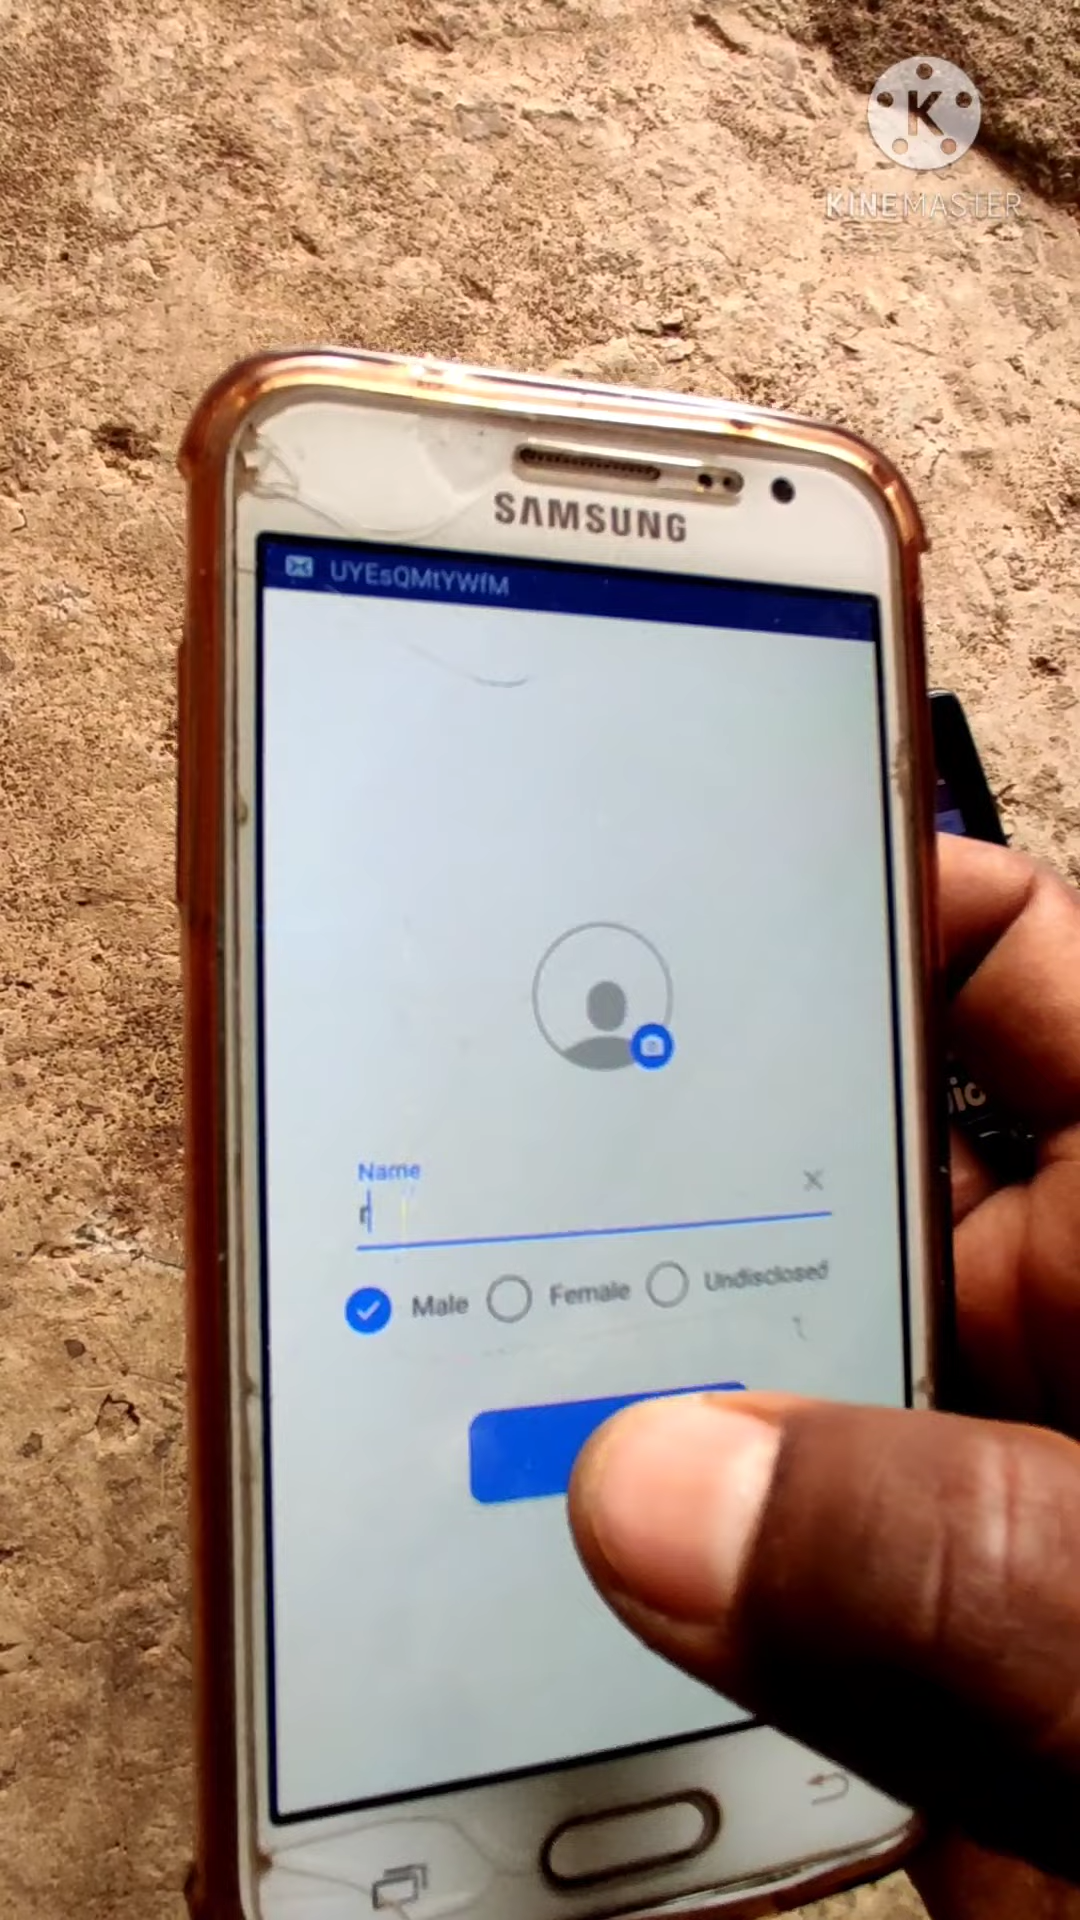 K
KINEMASTER
SAMSUNG
UYEsQMtYWfM
Name
r
Male
Female
Undisclosed